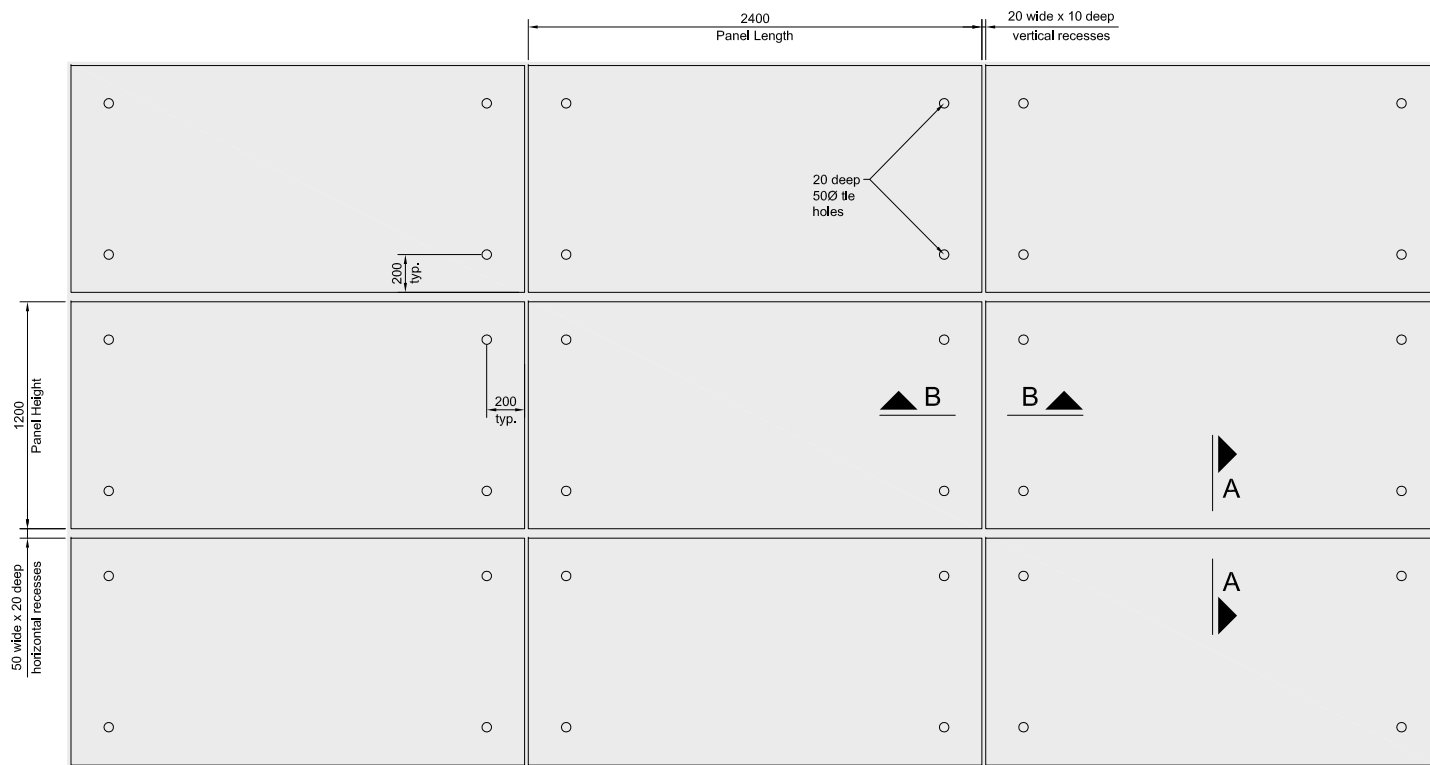 2400
Panel Length
20 wide x 10 deep
vertical recesses
20 deep
50Ø tie
holes
200
typ.
1200
Panel Height
200
typ.
B
B
A
A
50 wide x 20 deep
horizontal recesses